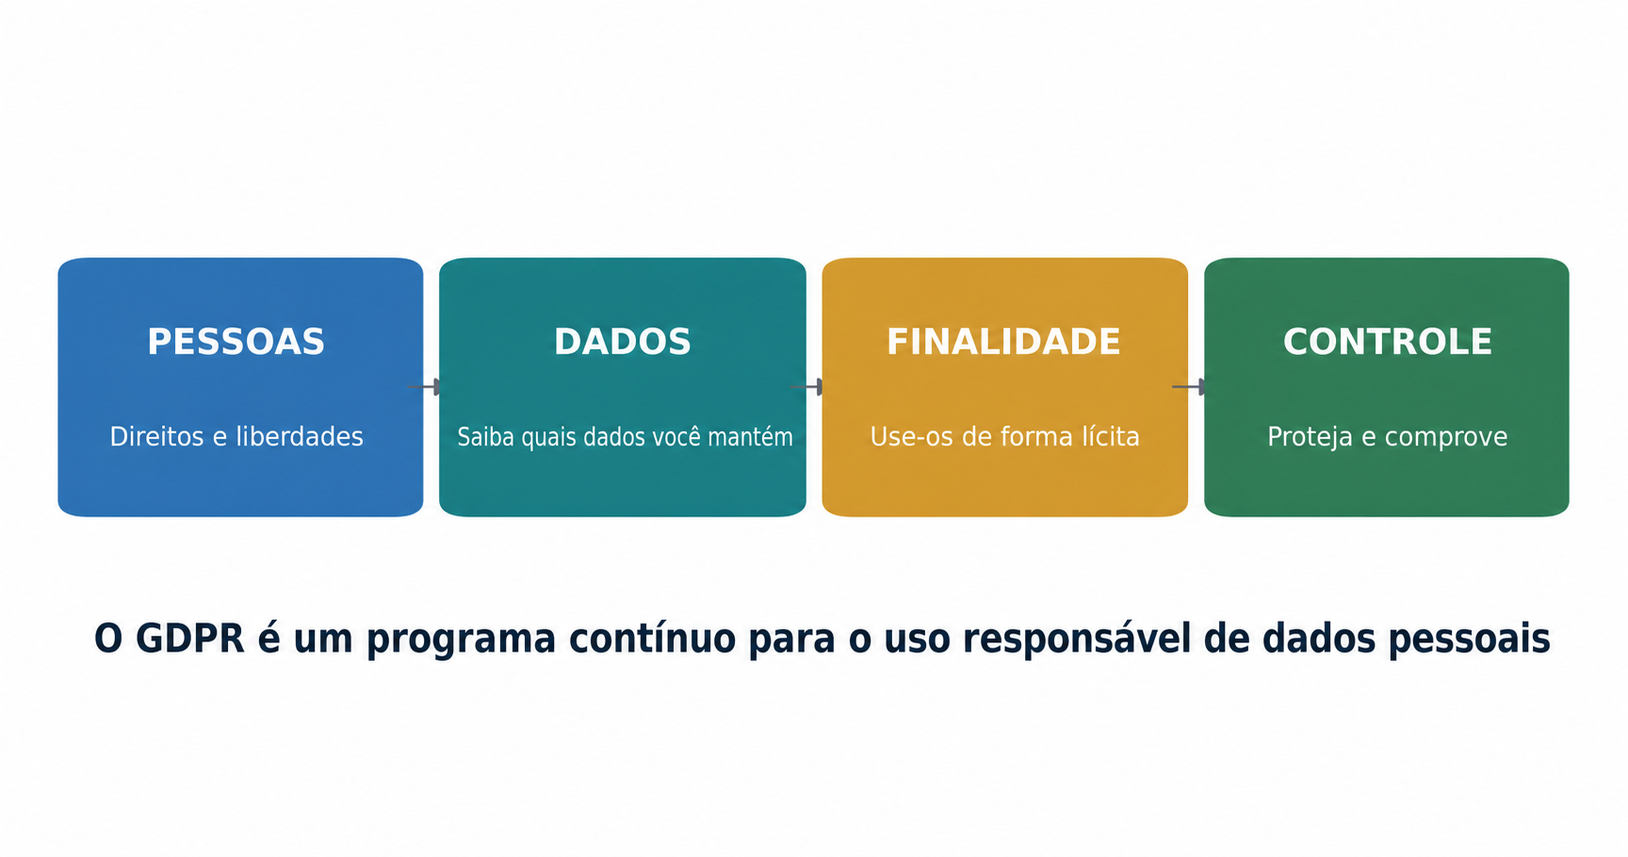 PESSOAS
Direitos e liberdades
DADOS
Saiba quais dados você mantém
FINALIDADE
Use-os de forma lícita
CONTROLE
Proteja e comprove
O GDPR é um programa contínuo para o uso responsável de dados pessoais